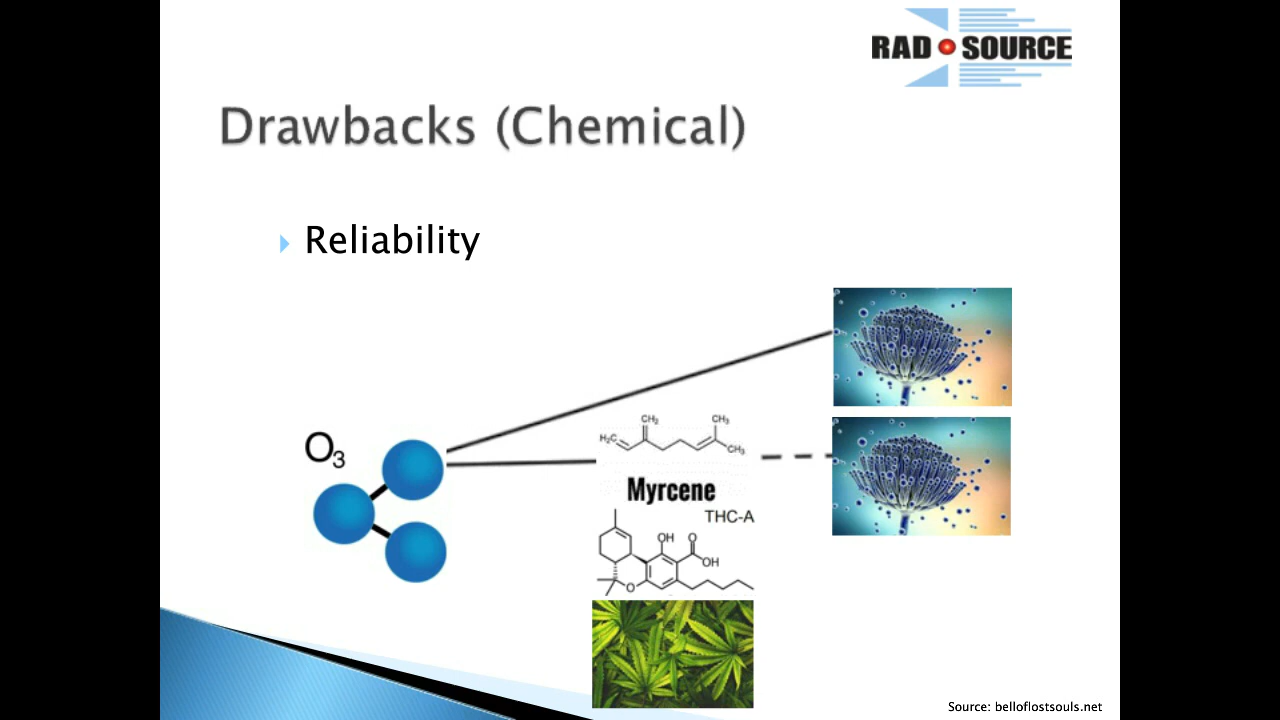 RAD SOURCE
Drawbacks (Chemical)
Reliability
O₃
CH₂
CH₃
H₂C
CH₃
Myrcene
THC-A
OH
O
OH
O
Source: belloflostsouls.net